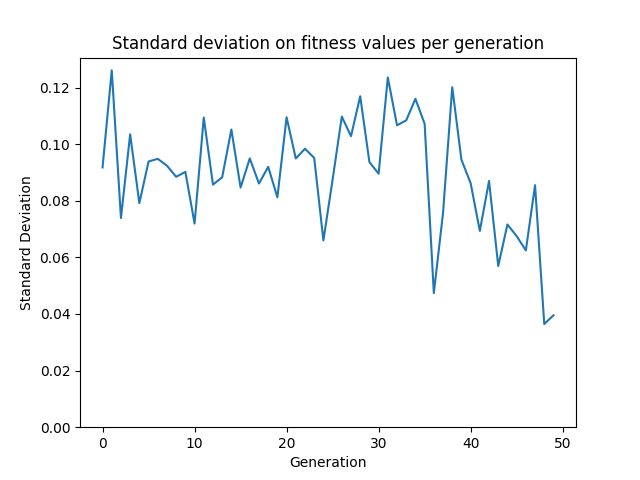 Standard deviation on fitness values per generation
0.12
0.10
0.08
0.06
0.04
0.02
0.00
Standard Deviation
0 10 20 30 40 50
Generation